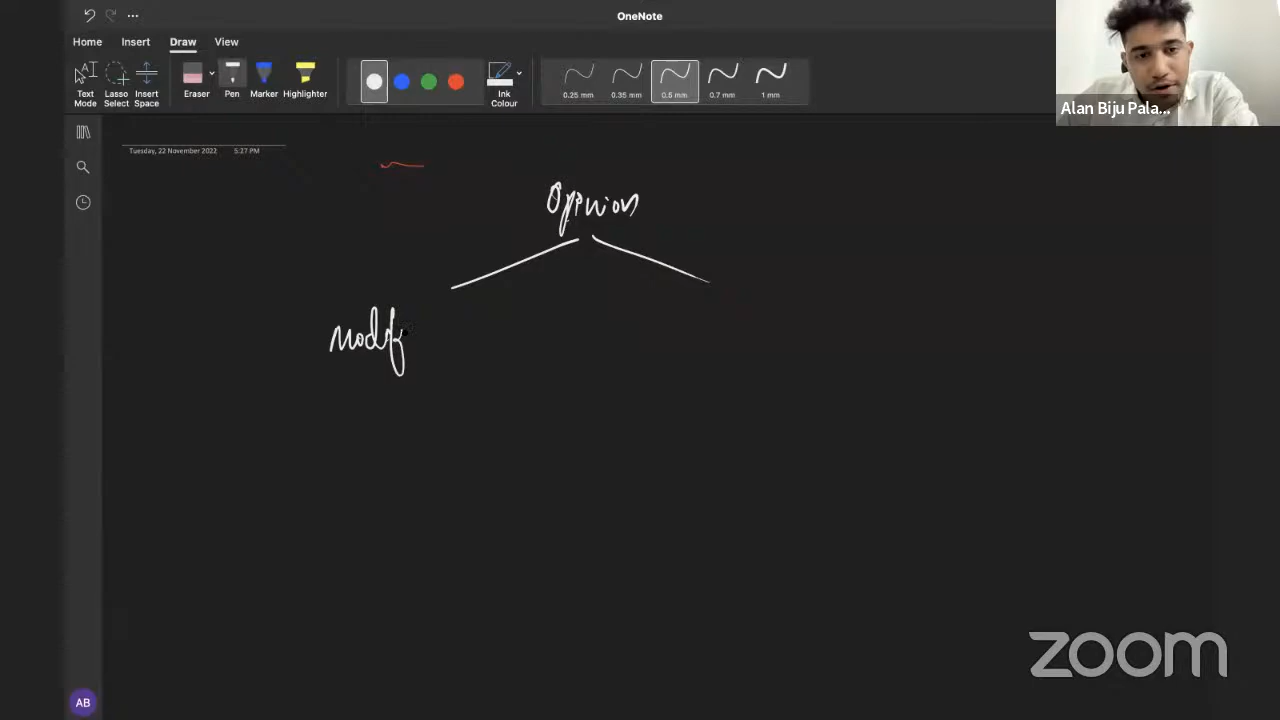 OneNote
Home Insert Draw View
Text Mode
Lasso Select
Insert Space
Eraser
Pen
Marker
Highlighter
Ink Colour
0.25 mm
0.35 mm
0.5 mm
0.7 mm
1 mm
Alan Biju Pala...
Tuesday, 22 November 2022 5:27 PM
Opinion
Modif
zoom
AB